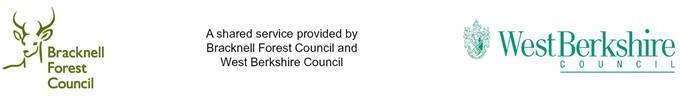 Bracknell
Forest
Council
A shared service provided by
Bracknell Forest Council and
West Berkshire Council
WestBerkshire
COUNCIL